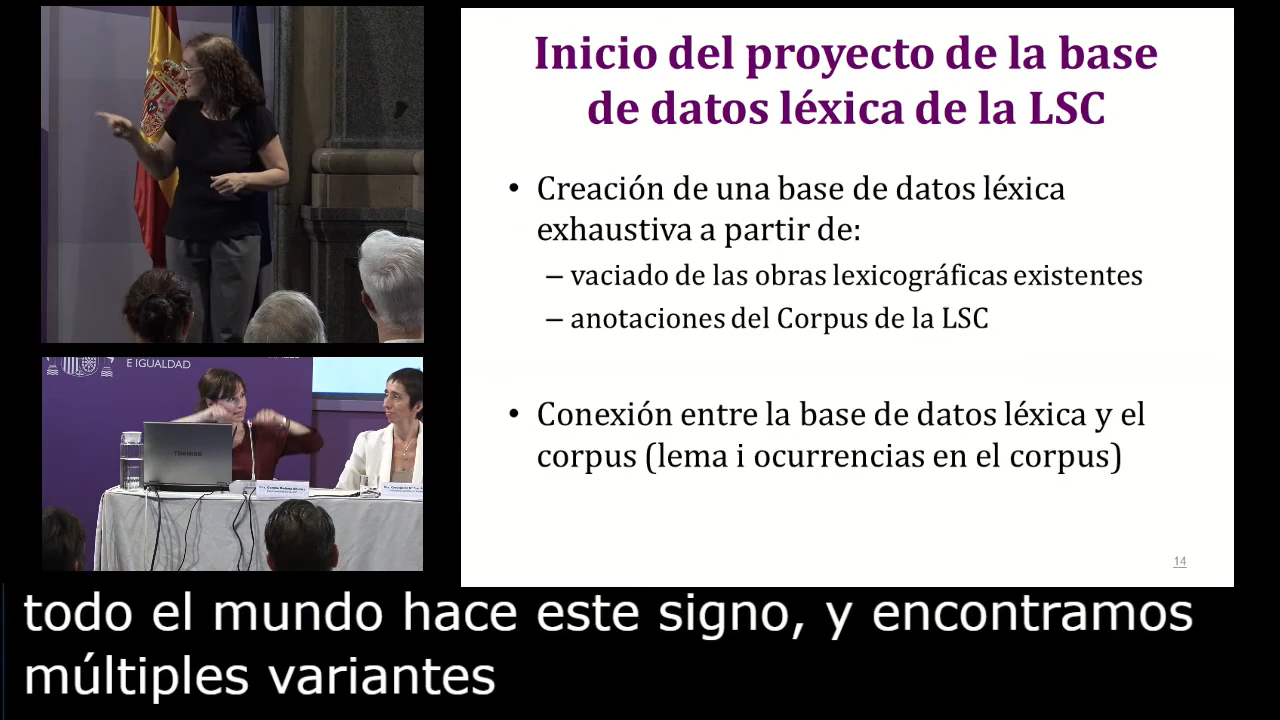 Inicio del proyecto de la base
de datos léxica de la LSC
• Creación de una base de datos léxica
exhaustiva a partir de:
– vaciado de las obras lexicográficas existentes
– anotaciones del Corpus de la LSC
• Conexión entre la base de datos léxica y el
corpus (lema i ocurrencias en el corpus)
14
E IGUALDAD
TOSHIBA
todo el mundo hace este signo, y encontramos
múltiples variantes